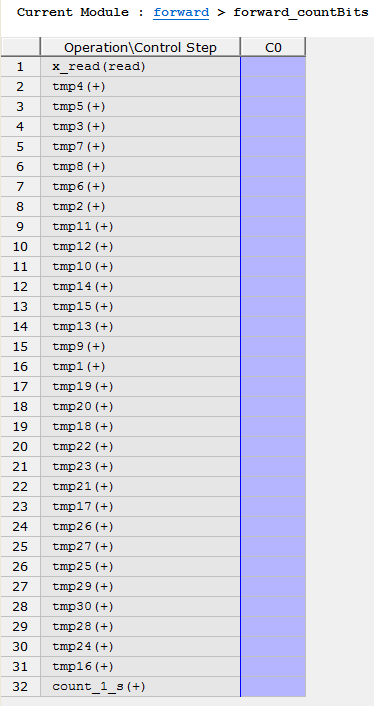 Current Module : forward > forward_countBits
Operation\Control Step C0
1 x_read(read)
2 tmp4(+)
3 tmp5(+)
4 tmp3(+)
5 tmp7(+)
6 tmp8(+)
7 tmp6(+)
8 tmp2(+)
9 tmp11(+)
10 tmp12(+)
11 tmp10(+)
12 tmp14(+)
13 tmp15(+)
14 tmp13(+)
15 tmp9(+)
16 tmp1(+)
17 tmp19(+)
18 tmp20(+)
19 tmp18(+)
20 tmp22(+)
21 tmp23(+)
22 tmp21(+)
23 tmp17(+)
24 tmp26(+)
25 tmp27(+)
26 tmp25(+)
27 tmp29(+)
28 tmp30(+)
29 tmp28(+)
30 tmp24(+)
31 tmp16(+)
32 count_1_s(+)